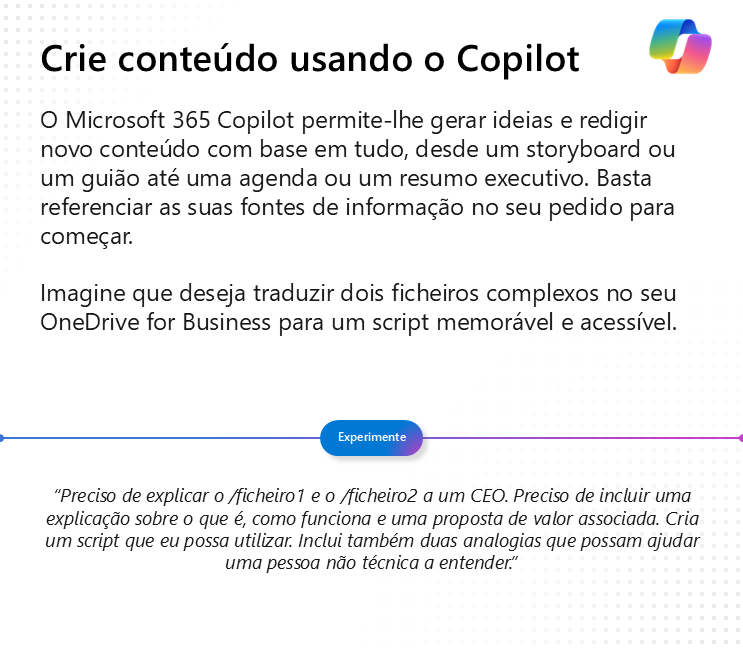 Crie conteúdo usando o Copilot
O Microsoft 365 Copilot permite-lhe gerar ideias e redigir
novo conteúdo com base em tudo, desde um storyboard ou
um guião até uma agenda ou um resumo executivo. Basta
referenciar as suas fontes de informação no seu pedido para
começar.
Imagine que deseja traduzir dois ficheiros complexos no seu
OneDrive for Business para um script memorável e acessível.
Experimente
“Preciso de explicar o /ficheiro1 e o /ficheiro2 a um CEO. Preciso de incluir uma
explicação sobre o que é, como funciona e uma proposta de valor associada. Cria
um script que eu possa utilizar. Inclui também duas analogias que possam ajudar
uma pessoa não técnica a entender.”